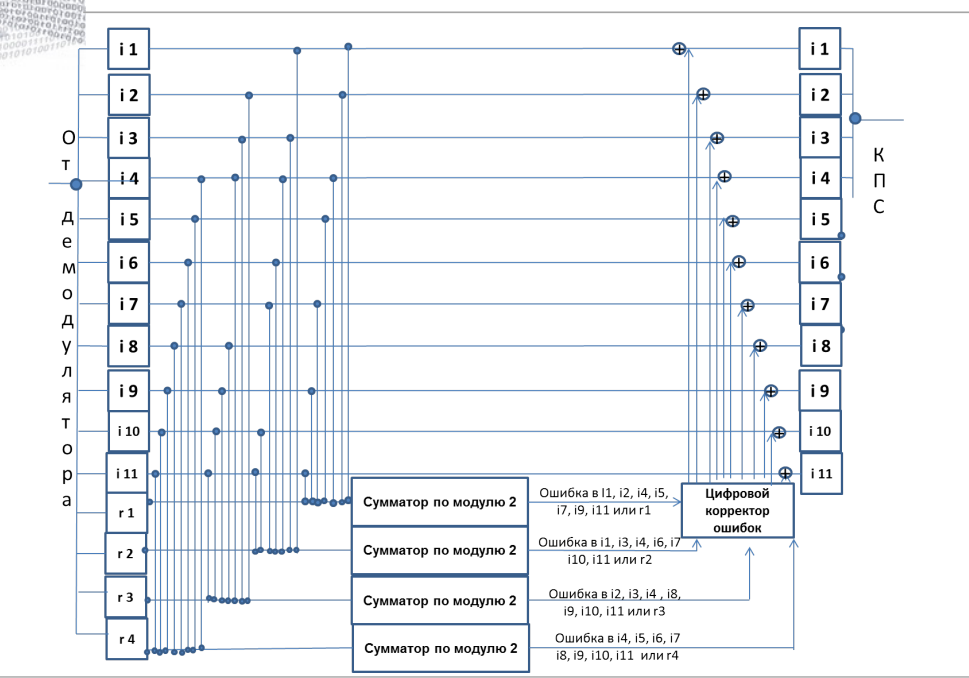 От демодулятора
i 1
i 2
i 3
i 4
i 5
i 6
i 7
i 8
i 9
i 10
i 11
r 1
r 2
r 3
r 4
Сумматор по модулю 2
Ошибка в I1, i2, i4, i5,
i7, i9, i11 или r1
Сумматор по модулю 2
Ошибка в i1, i3, i4, i6, i7
i10, i11 или r2
Сумматор по модулю 2
Ошибка в i2, i3, i4 , i8,
i9, i10, i11 или r3
Сумматор по модулю 2
Ошибка в i4, i5, i6, i7
i8, i9, i10, i11 или r4
Цифровой
корректор
ошибок
i 1
i 2
i 3
i 4
i 5
i 6
i 7
i 8
i 9
i 10
i 11
КПС